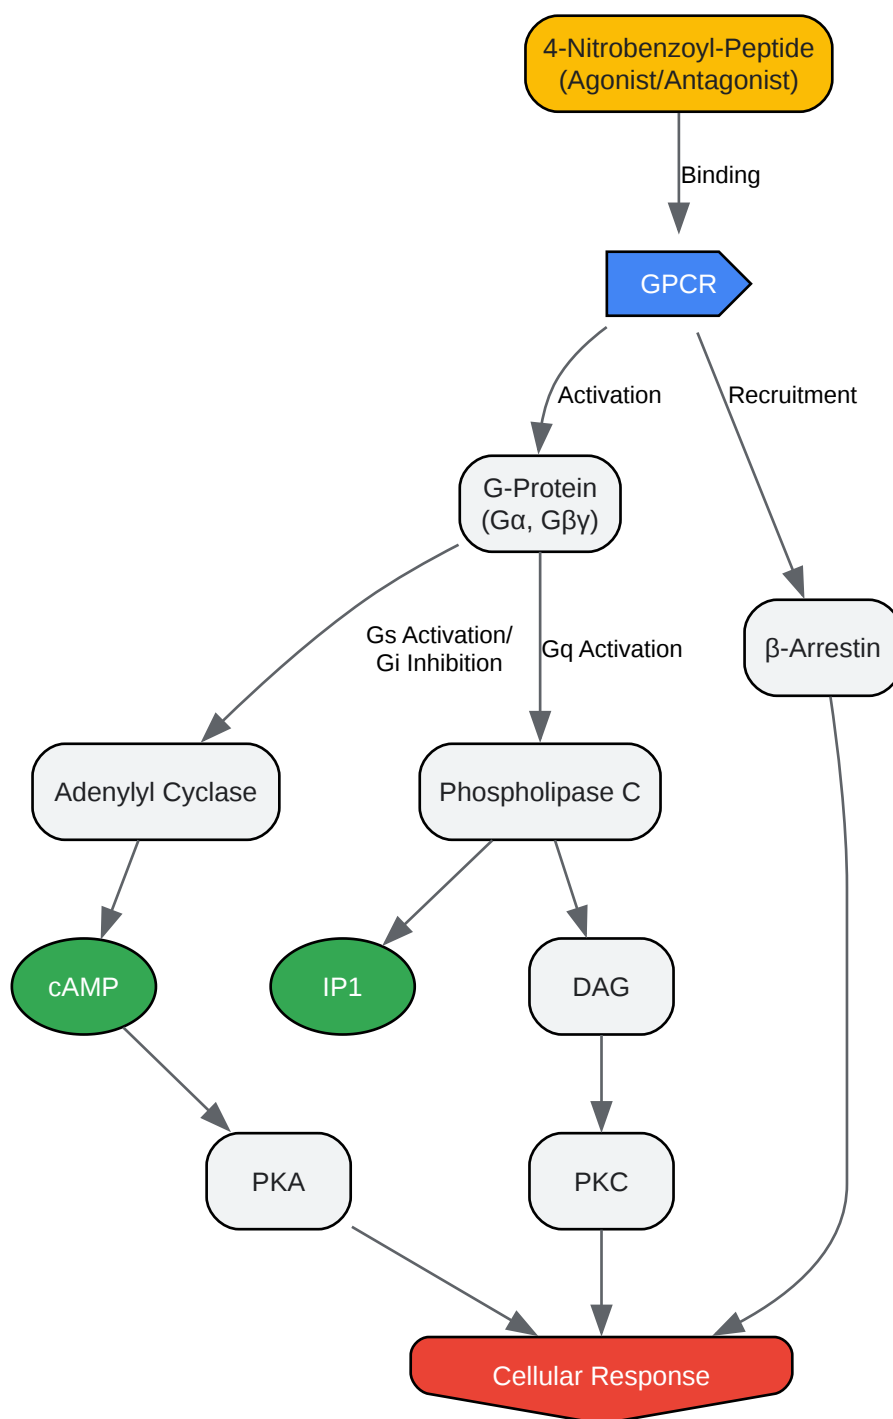 4-Nitrobenzoyl-Peptide
(Agonist/Antagonist)
Binding
GPCR
Activation
Recruitment
G-Protein
(Gα, Gβγ)
Gs Activation/
Gi Inhibition
Gq Activation
β-Arrestin
Adenylyl Cyclase
Phospholipase C
cAMP
IP1
DAG
PKA
PKC
Cellular Response